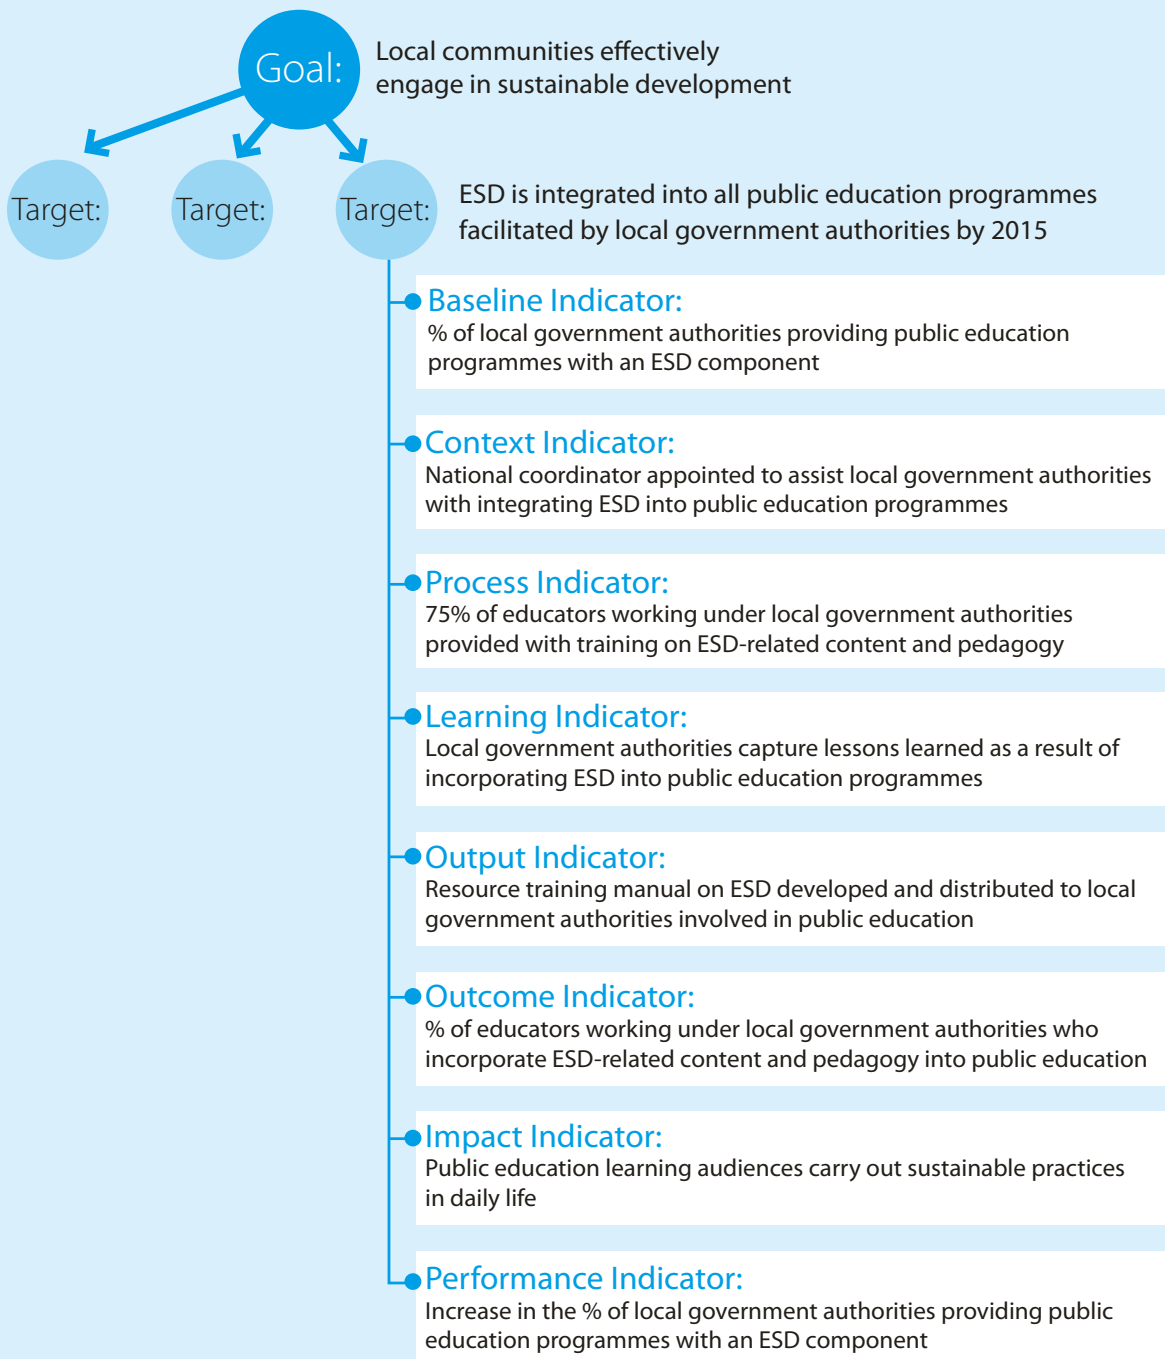 Goal:
Local communities effectively
engage in sustainable development
Target:
Target:
Target:
ESD is integrated into all public education programmes
facilitated by local government authorities by 2015
Baseline Indicator:
% of local government authorities providing public education
programmes with an ESD component
Context Indicator:
National coordinator appointed to assist local government authorities
with integrating ESD into public education programmes
Process Indicator:
75% of educators working under local government authorities
provided with training on ESD-related content and pedagogy
Learning Indicator:
Local government authorities capture lessons learned as a result of
incorporating ESD into public education programmes
Output Indicator:
Resource training manual on ESD developed and distributed to local
government authorities involved in public education
Outcome Indicator:
% of educators working under local government authorities who
incorporate ESD-related content and pedagogy into public education
Impact Indicator:
Public education learning audiences carry out sustainable practices
in daily life
Performance Indicator:
Increase in the % of local government authorities providing public
education programmes with an ESD component